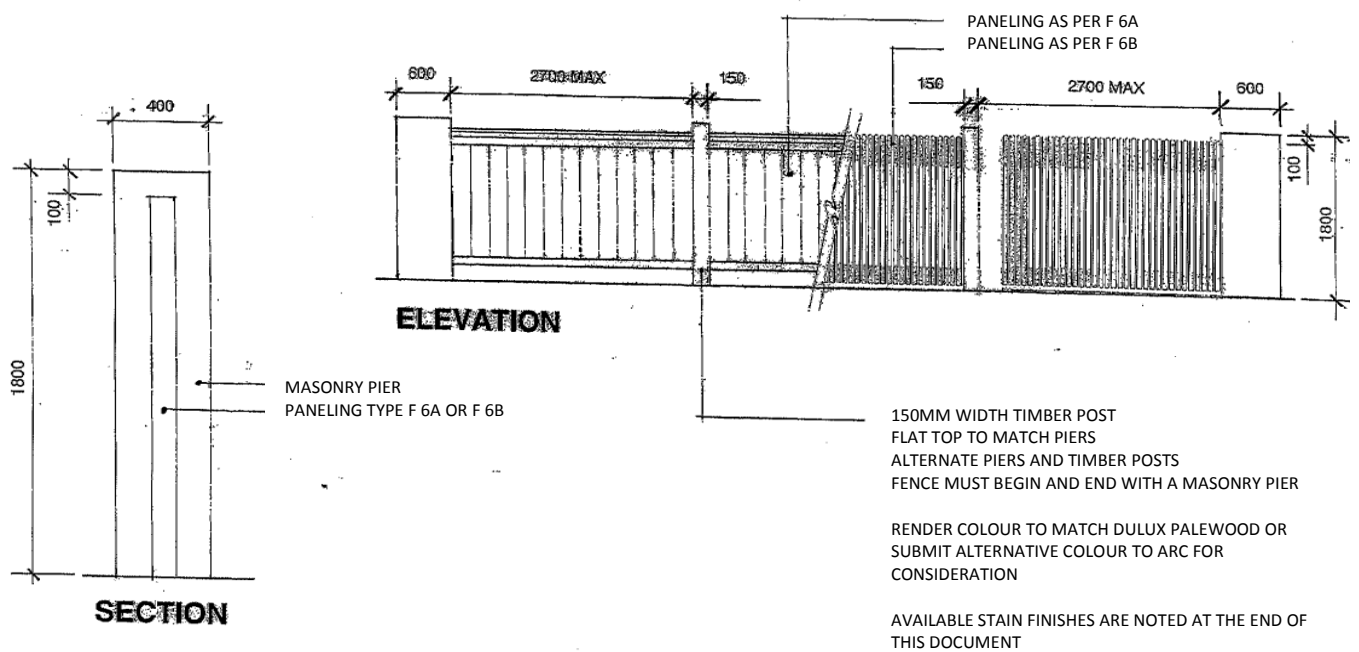 PANELING AS PER F 6A
PANELING AS PER F 6B
600
2700 MAX
150
150
2700 MAX
600
400
100
1800
100
1800
ELEVATION
MASONRY PIER
PANELING TYPE F 6A OR F 6B
SECTION
150MM WIDTH TIMBER POST
FLAT TOP TO MATCH PIERS
ALTERNATE PIERS AND TIMBER POSTS
FENCE MUST BEGIN AND END WITH A MASONRY PIER
RENDER COLOUR TO MATCH DULUX PALEWOOD OR
SUBMIT ALTERNATIVE COLOUR TO ARC FOR
CONSIDERATION
AVAILABLE STAIN FINISHES ARE NOTED AT THE END OF
THIS DOCUMENT